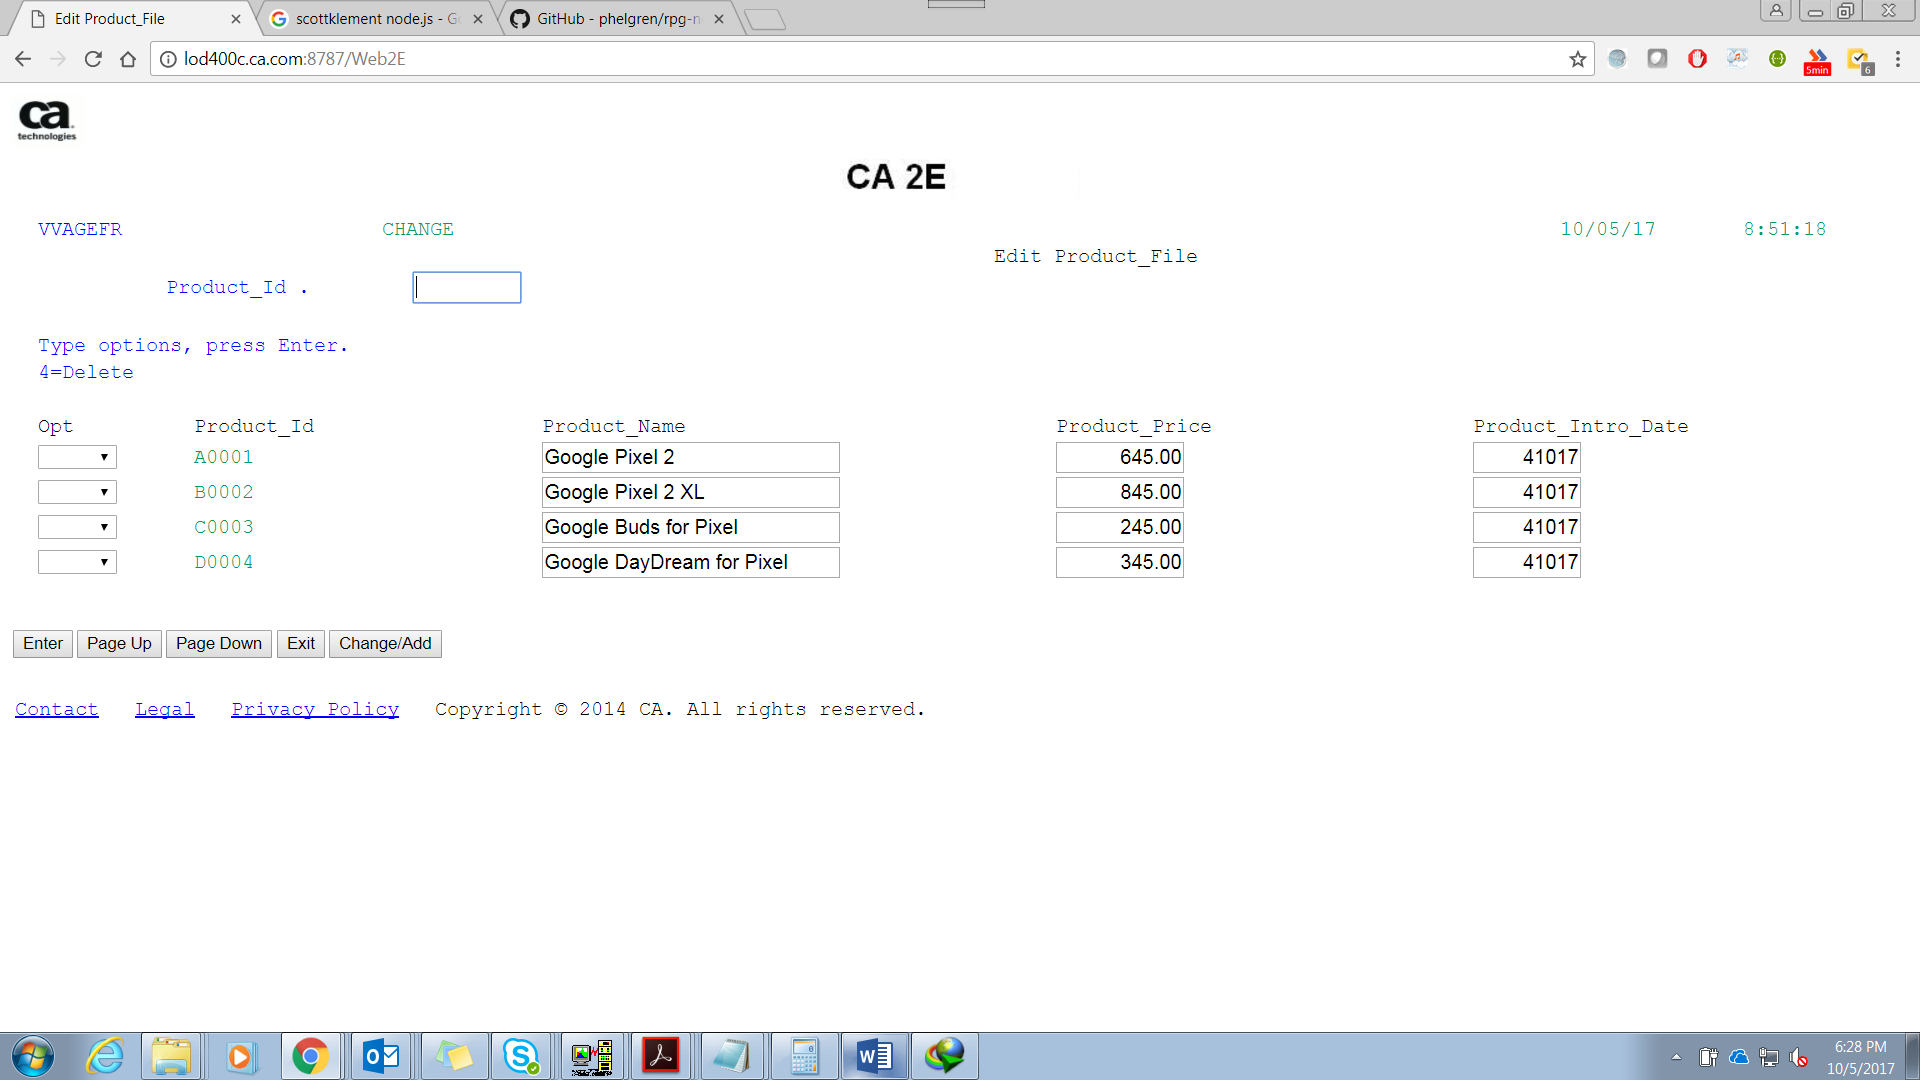 Edit Product_File
scottklement node.js - G
GitHub - phelgren/rpg-n
lod400c.ca.com:8787/Web2E
5min
6
ca
technologies
CA 2E
VVAGEFR CHANGE 10/05/17 8:51:18
Edit Product_File
Product_Id .
Type options, press Enter.
4=Delete
Opt Product_Id Product_Name Product_Price Product_Intro_Date
A0001 Google Pixel 2 645.00 41017
B0002 Google Pixel 2 XL 845.00 41017
C0003 Google Buds for Pixel 245.00 41017
D0004 Google DayDream for Pixel 345.00 41017
Enter Page Up Page Down Exit Change/Add
Contact Legal Privacy Policy Copyright © 2014 CA. All rights reserved.
6:28 PM
10/5/2017